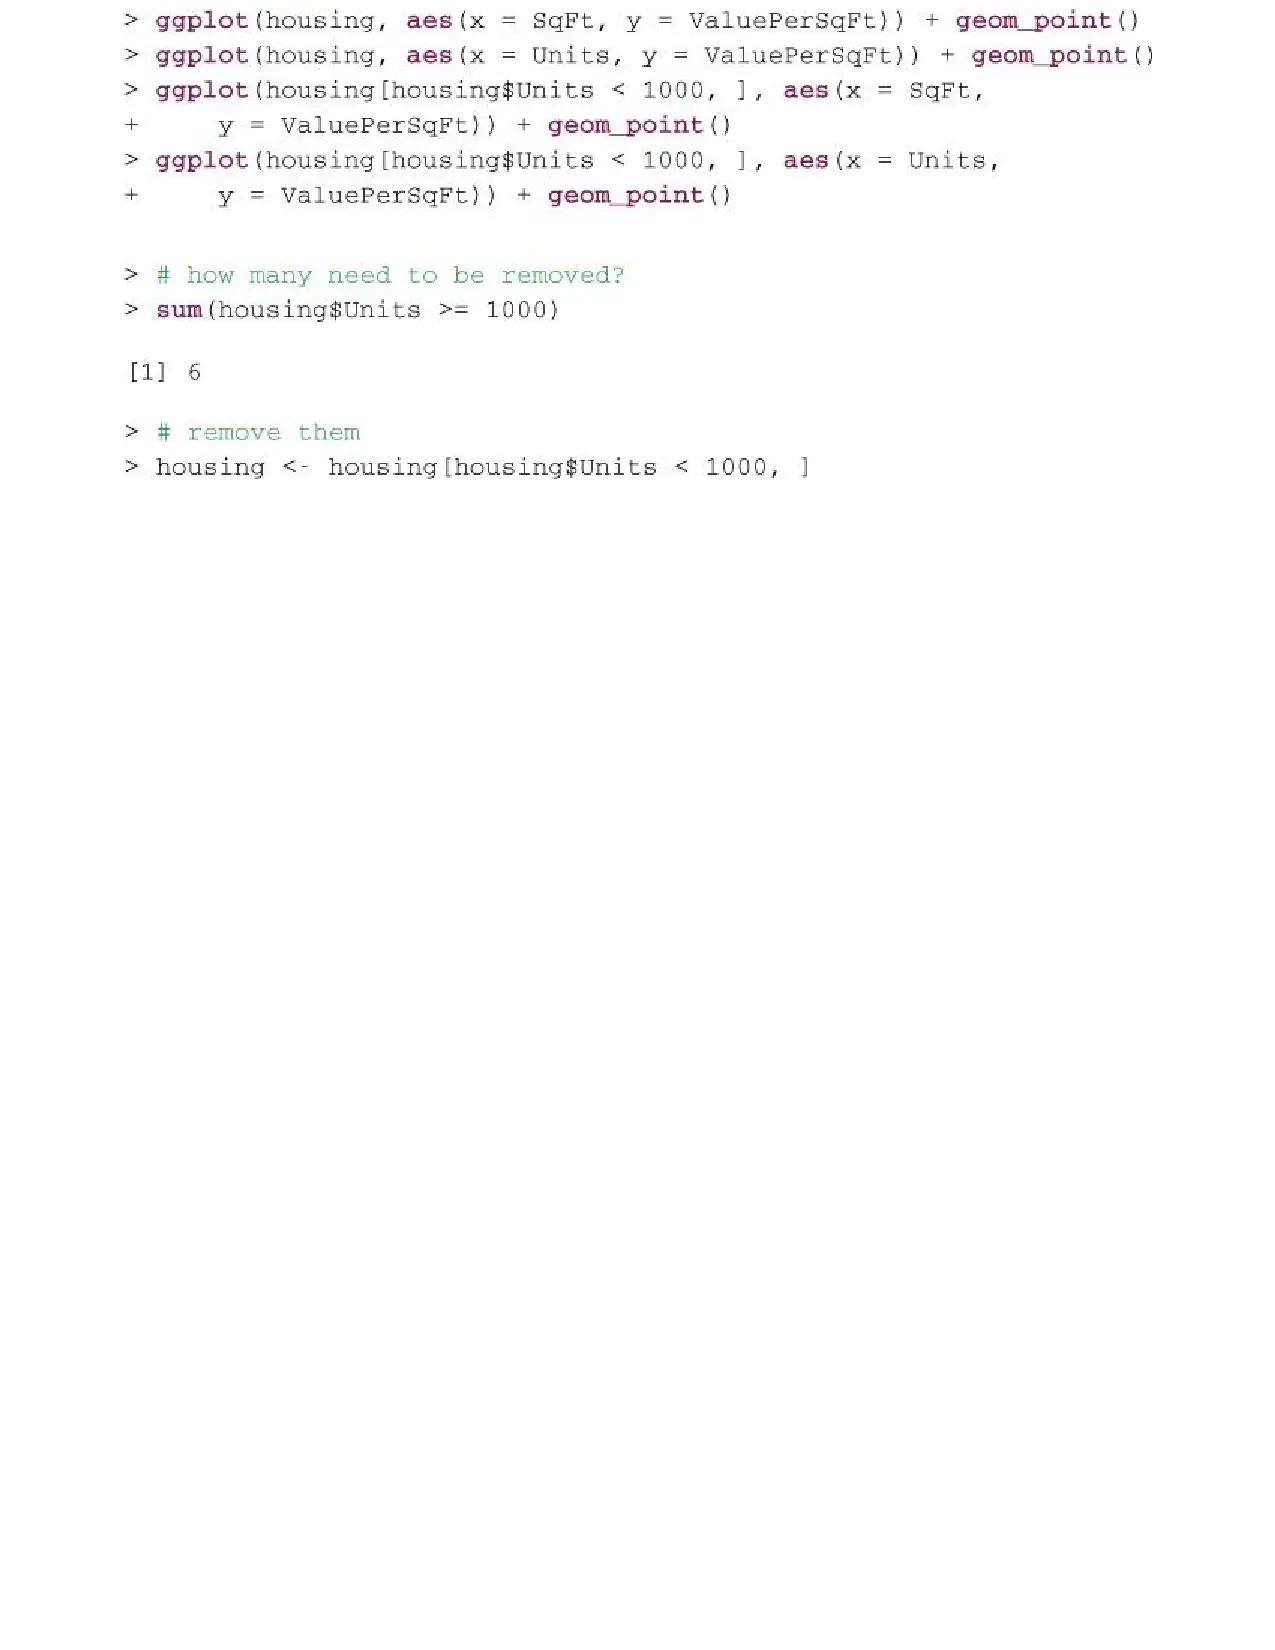 > ggplot(housing, aes(x = SqFt, y = ValuePerSqFt)) + geom_point()
> ggplot(housing, aes(x = Units, y = ValuePerSqFt)) + geom_point()
> ggplot(housing[housing$Units < 1000, ], aes(x = SqFt,
+     y = ValuePerSqFt)) + geom_point()
> ggplot(housing[housing$Units < 1000, ], aes(x = Units,
+     y = ValuePerSqFt)) + geom_point()
> # how many need to be removed?
> sum(housing$Units >= 1000)
[1] 6
> # remove them
> housing <- housing[housing$Units < 1000, ]